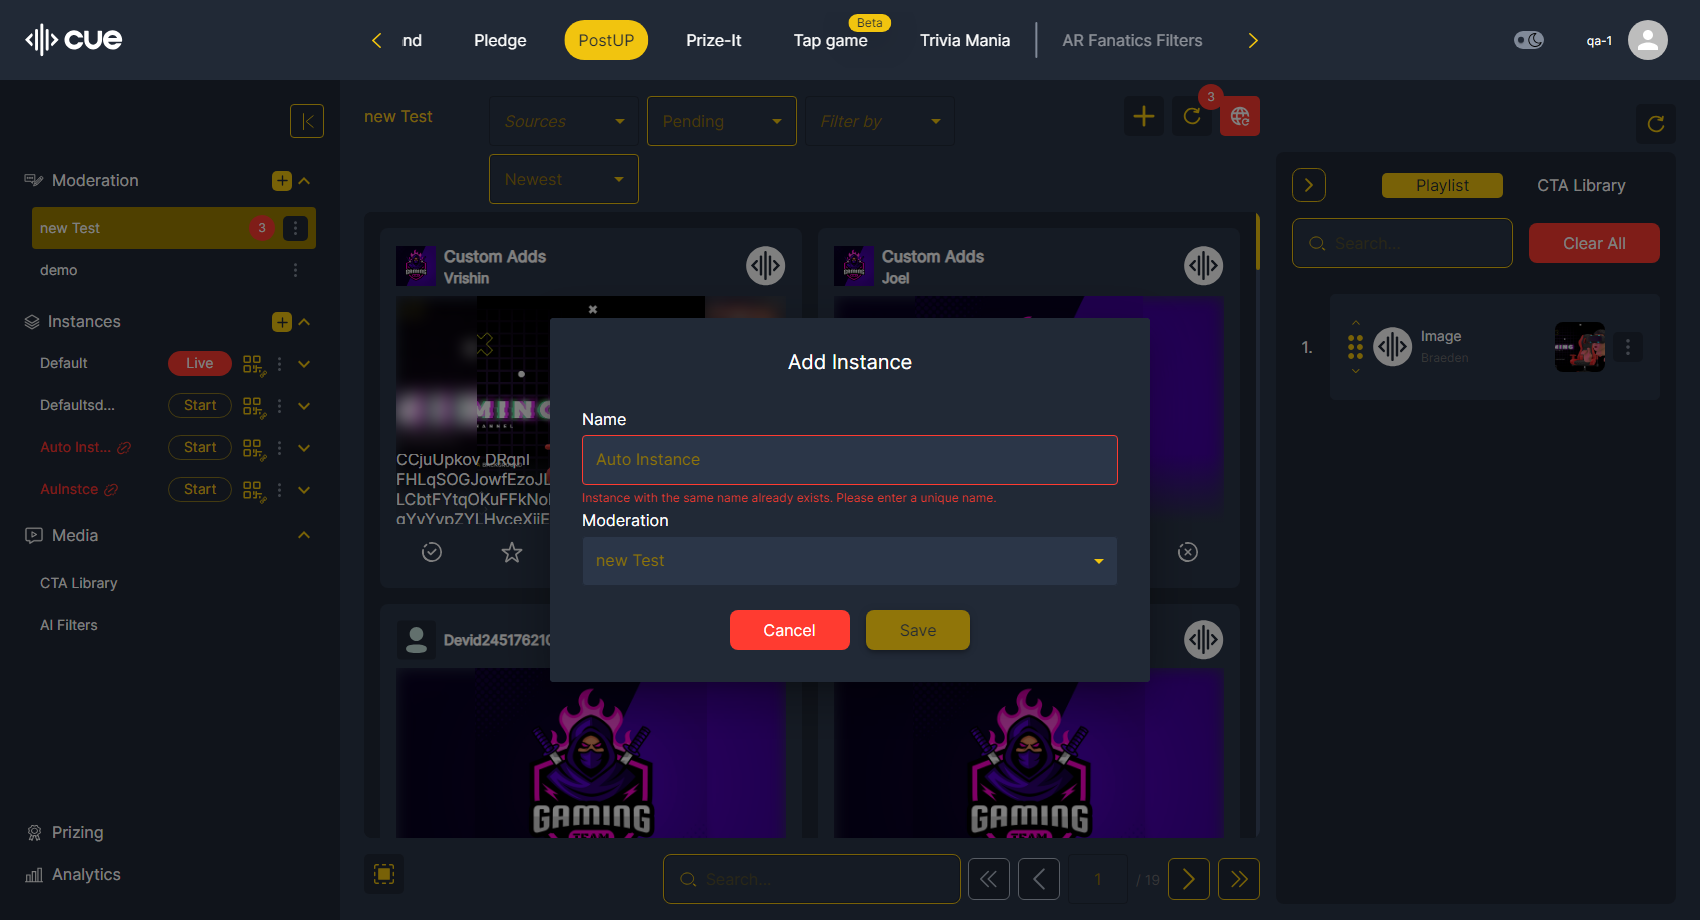 cue
nd
Pledge
PostUP
Prize-It
Tap game
Beta
Trivia Mania
AR Fanatics Filters
qa-1
Moderation
new Test
3
demo
Instances
Default
Live
Defaultsd...
Start
Auto Inst...
Start
AuInstce
Start
Media
CTA Library
AI Filters
Prizing
Analytics
new Test
Sources
Pending
Filter by
3
Newest
Custom Adds
Vrishin
Custom Adds
Joel
CCjuUpkov DRqnI
FHLqSOGJowfEzoJL
LCbtFYtqOKuFFkNo
Devid24517621
GAMING
TEAM
GAMING
TEAM
Add Instance
Name
Auto Instance
Instance with the same name already exists. Please enter a unique name.
Moderation
new Test
Cancel
Save
Search...
1
/ 19
Playlist
CTA Library
Search...
Clear All
1.
Image
Braeden